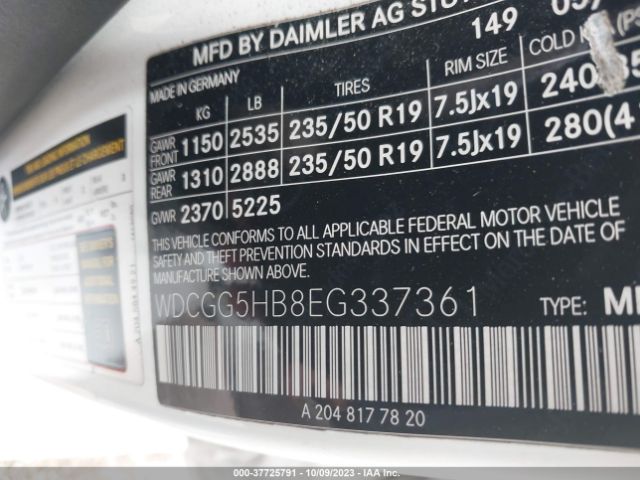 MFD BY DAIMLER AG
149
MADE IN GERMANY
KG LB TIRES RIM SIZE COLD
GAWR FRONT 1150 2535 235/50 R19 7.5Jx19 240
GAWR REAR 1310 2888 235/50 R19 7.5Jx19 280(4
GVWR 2370 5225
THIS VEHICLE CONFORMS TO ALL APPLICABLE FEDERAL MOTOR VEHICLE
SAFETY AND THEFT PREVENTION STANDARDS IN EFFECT ON THE DATE OF
MANUFACTURE SHOWN ABOVE.
WDCGG5HB8EG337361 TYPE:
A 204 817 78 20
000-37725791 - 10/09/2023 - IAA Inc.